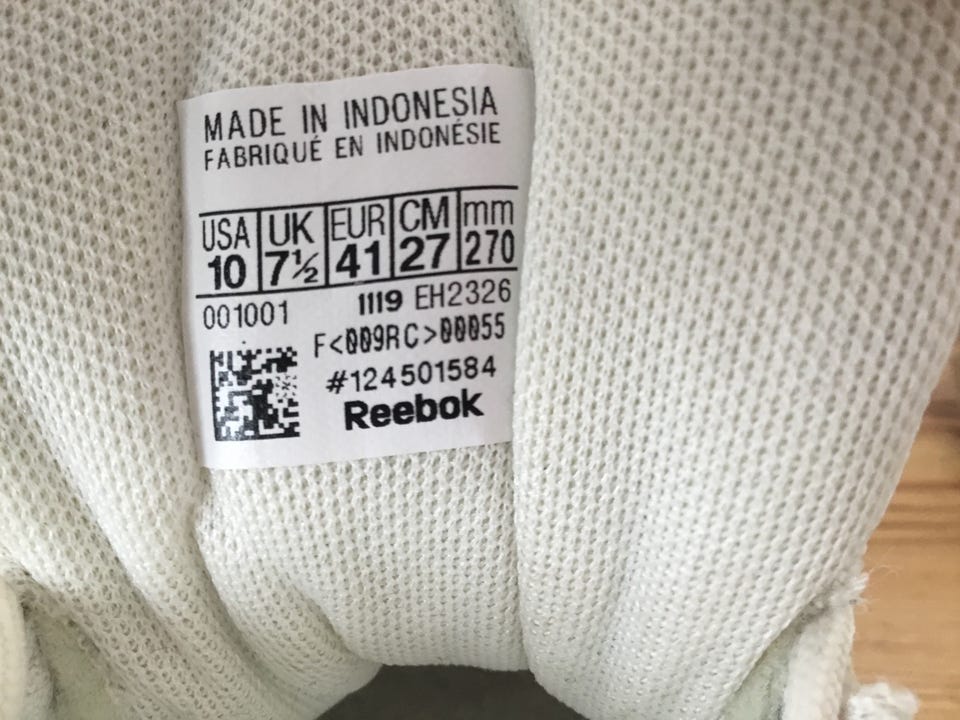 MADE IN INDONESIA
FABRIQUÉ EN INDONÉSIE
USA UK EUR CM mm
10 7½ 41 27 270
001001 1119 EH2326
F<009RC>00055
#124501584
Reebok